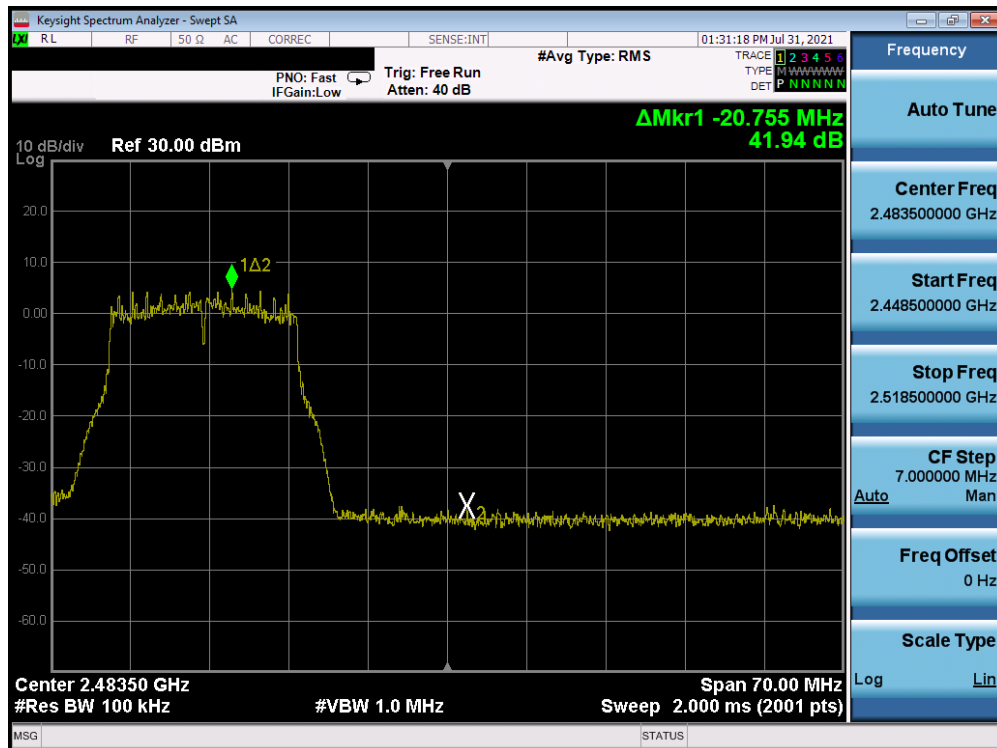 Keysight Spectrum Analyzer - Swept SA
LXI RL RF 50 Ω AC CORREC SENSE:INT 01:31:18 PM Jul 31, 2021
#Avg Type: RMS TRACE 1 2 3 4 5 6
PNO: Fast Trig: Free Run TYPE M WWWWWW
IFGain:Low Atten: 40 dB DET P N N N N N
ΔMkr1 -20.755 MHz
41.94 dB
10 dB/div Ref 30.00 dBm
Log
20.0
10.0
1Δ2
0.00
-10.0
-20.0
-30.0
-40.0
X2
-50.0
-60.0
Center 2.48350 GHz Span 70.00 MHz
#Res BW 100 kHz #VBW 1.0 MHz Sweep 2.000 ms (2001 pts)
MSG STATUS
Frequency
Auto Tune
Center Freq
2.483500000 GHz
Start Freq
2.448500000 GHz
Stop Freq
2.518500000 GHz
CF Step
7.000000 MHz
Auto Man
Freq Offset
0 Hz
Scale Type
Log Lin